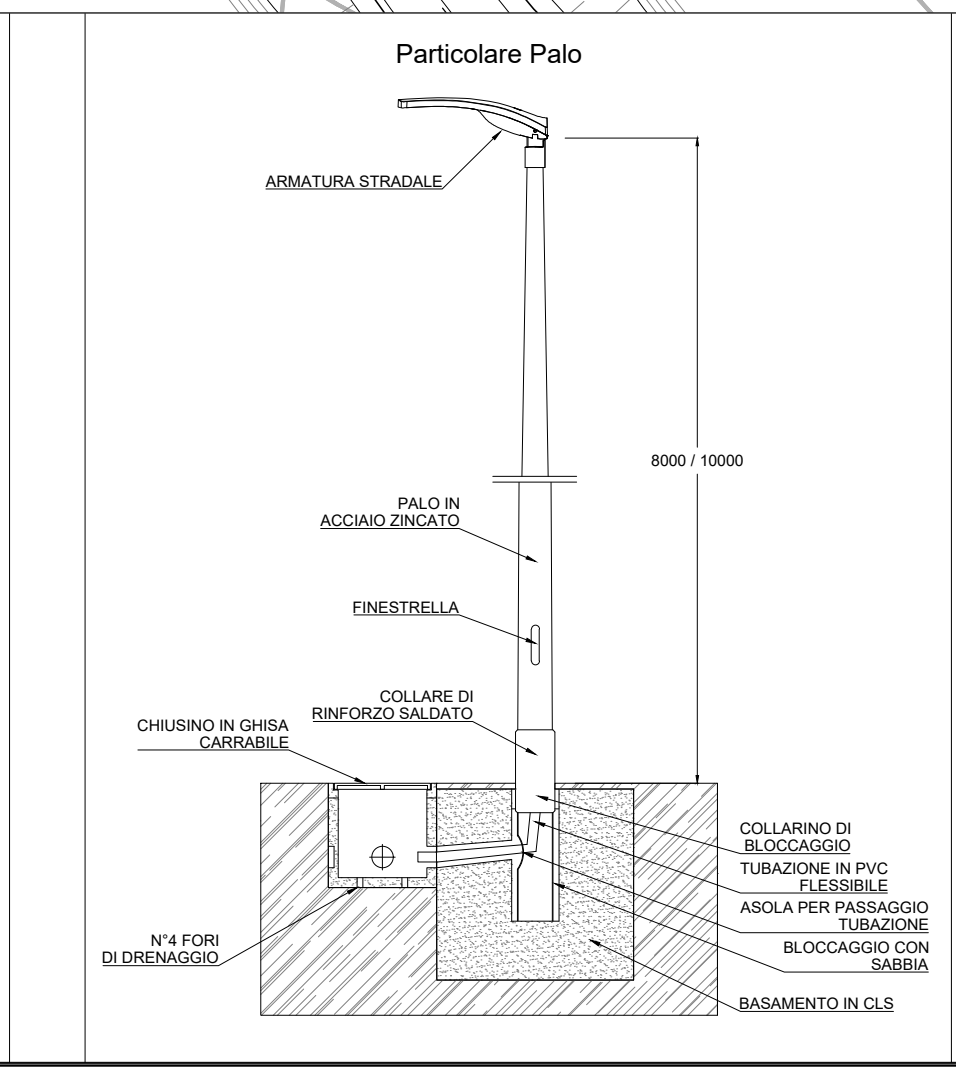 Particolare Palo
ARMATURA STRADALE
8000 / 10000
PALO IN
ACCIAIO ZINCATO
FINESTRELLA
COLLARE DI
RINFORZO SALDATO
CHIUSINO IN GHISA
CARRABILE
COLLARINO DI
BLOCCAGGIO
TUBAZIONE IN PVC
FLESSIBILE
ASOLA PER PASSAGGIO
TUBAZIONE
N°4 FORI
DI DRENAGGIO
BLOCCAGGIO CON
SABBIA
BASAMENTO IN CLS